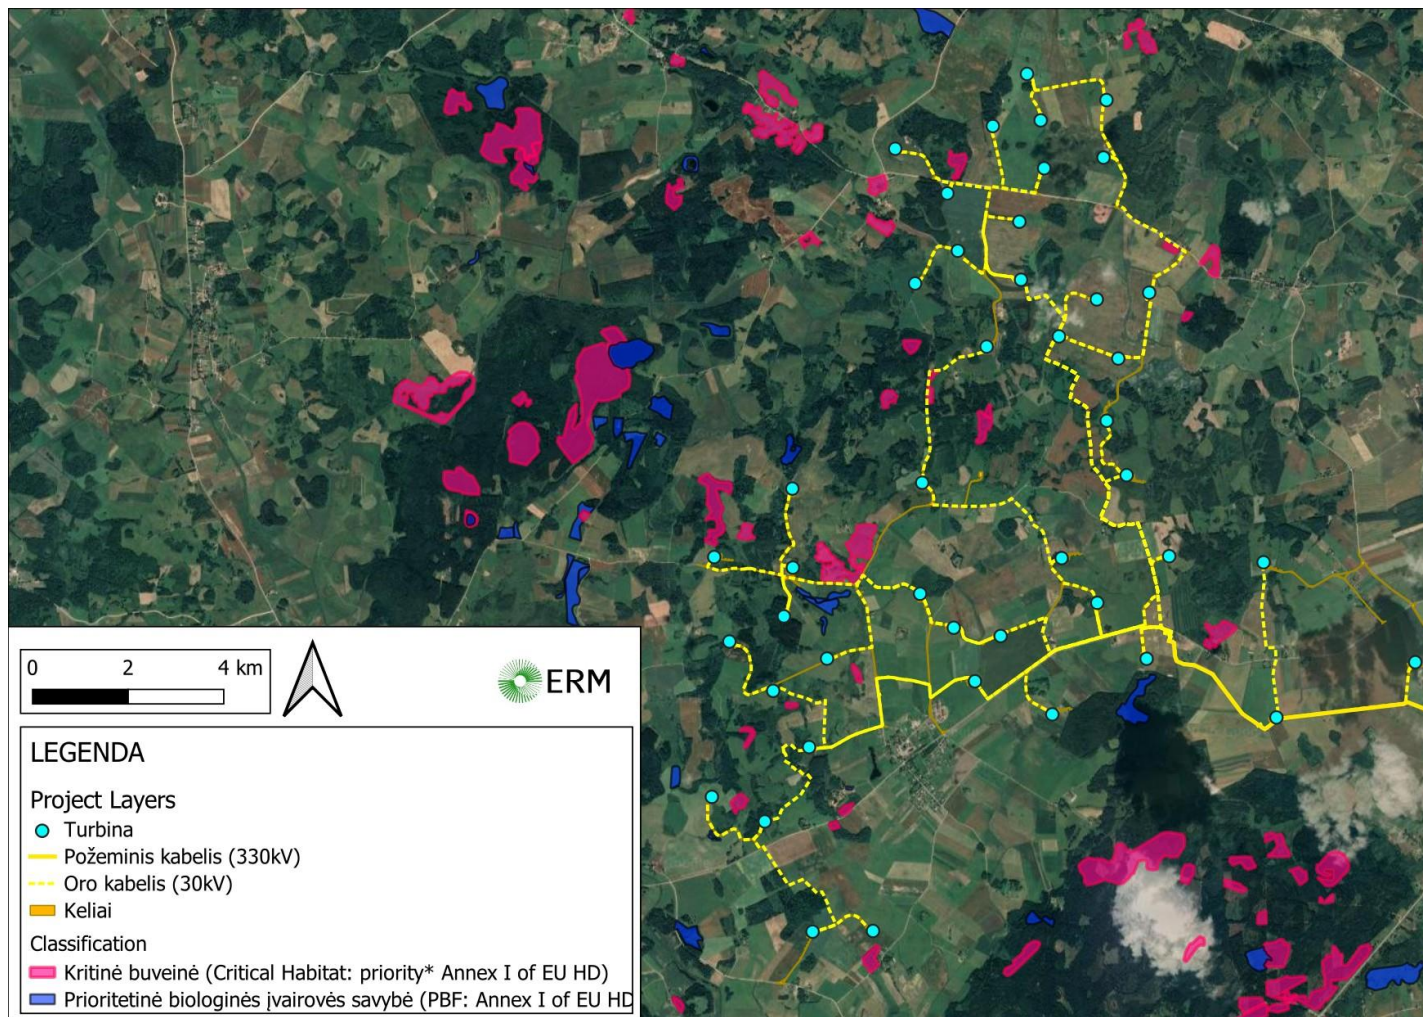 0 2 4 km
ERM
LEGENDA
Project Layers
Turbina
Požeminis kabelis (330kV)
Oro kabelis (30kV)
Keliai
Classification
Kritinė buveinė (Critical Habitat: priority* Annex I of EU HD)
Prioritetinė biologinės įvairovės savybė (PBF: Annex I of EU HD